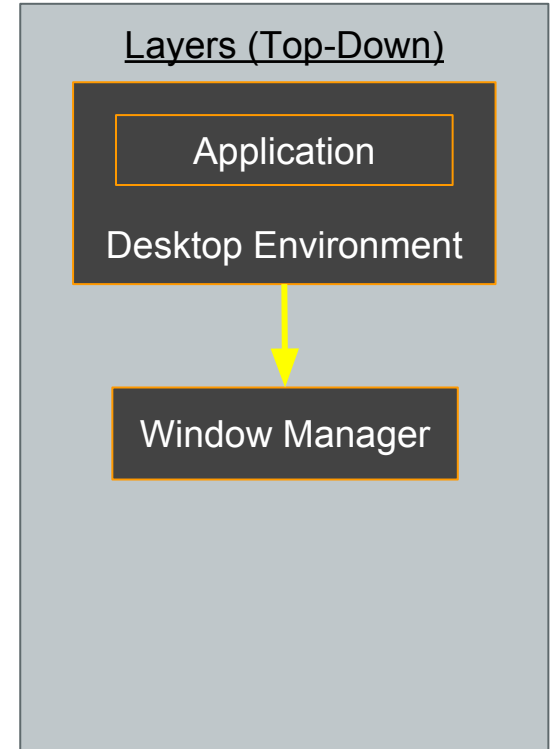 Layers (Top-Down)
Application
Desktop Environment
Window Manager